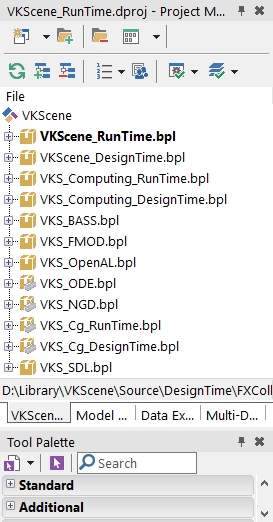 VKScene_RunTime.dproj - Project M...
File
VKScene
VKScene_RunTime.bpl
VKScene_DesignTime.bpl
VKS_Computing_RunTime.bpl
VKS_Computing_DesignTime.bpl
VKS_BASS.bpl
VKS_FMOD.bpl
VKS_OpenAL.bpl
VKS_ODE.bpl
VKS_NGD.bpl
VKS_Cg_RunTime.bpl
VKS_Cg_DesignTime.bpl
VKS_SDL.bpl
D:\Library\VKScene\Source\DesignTime\FXColl
VKScen... Model ... Data Ex... Multi-D...
Tool Palette
Search
Standard
Additional